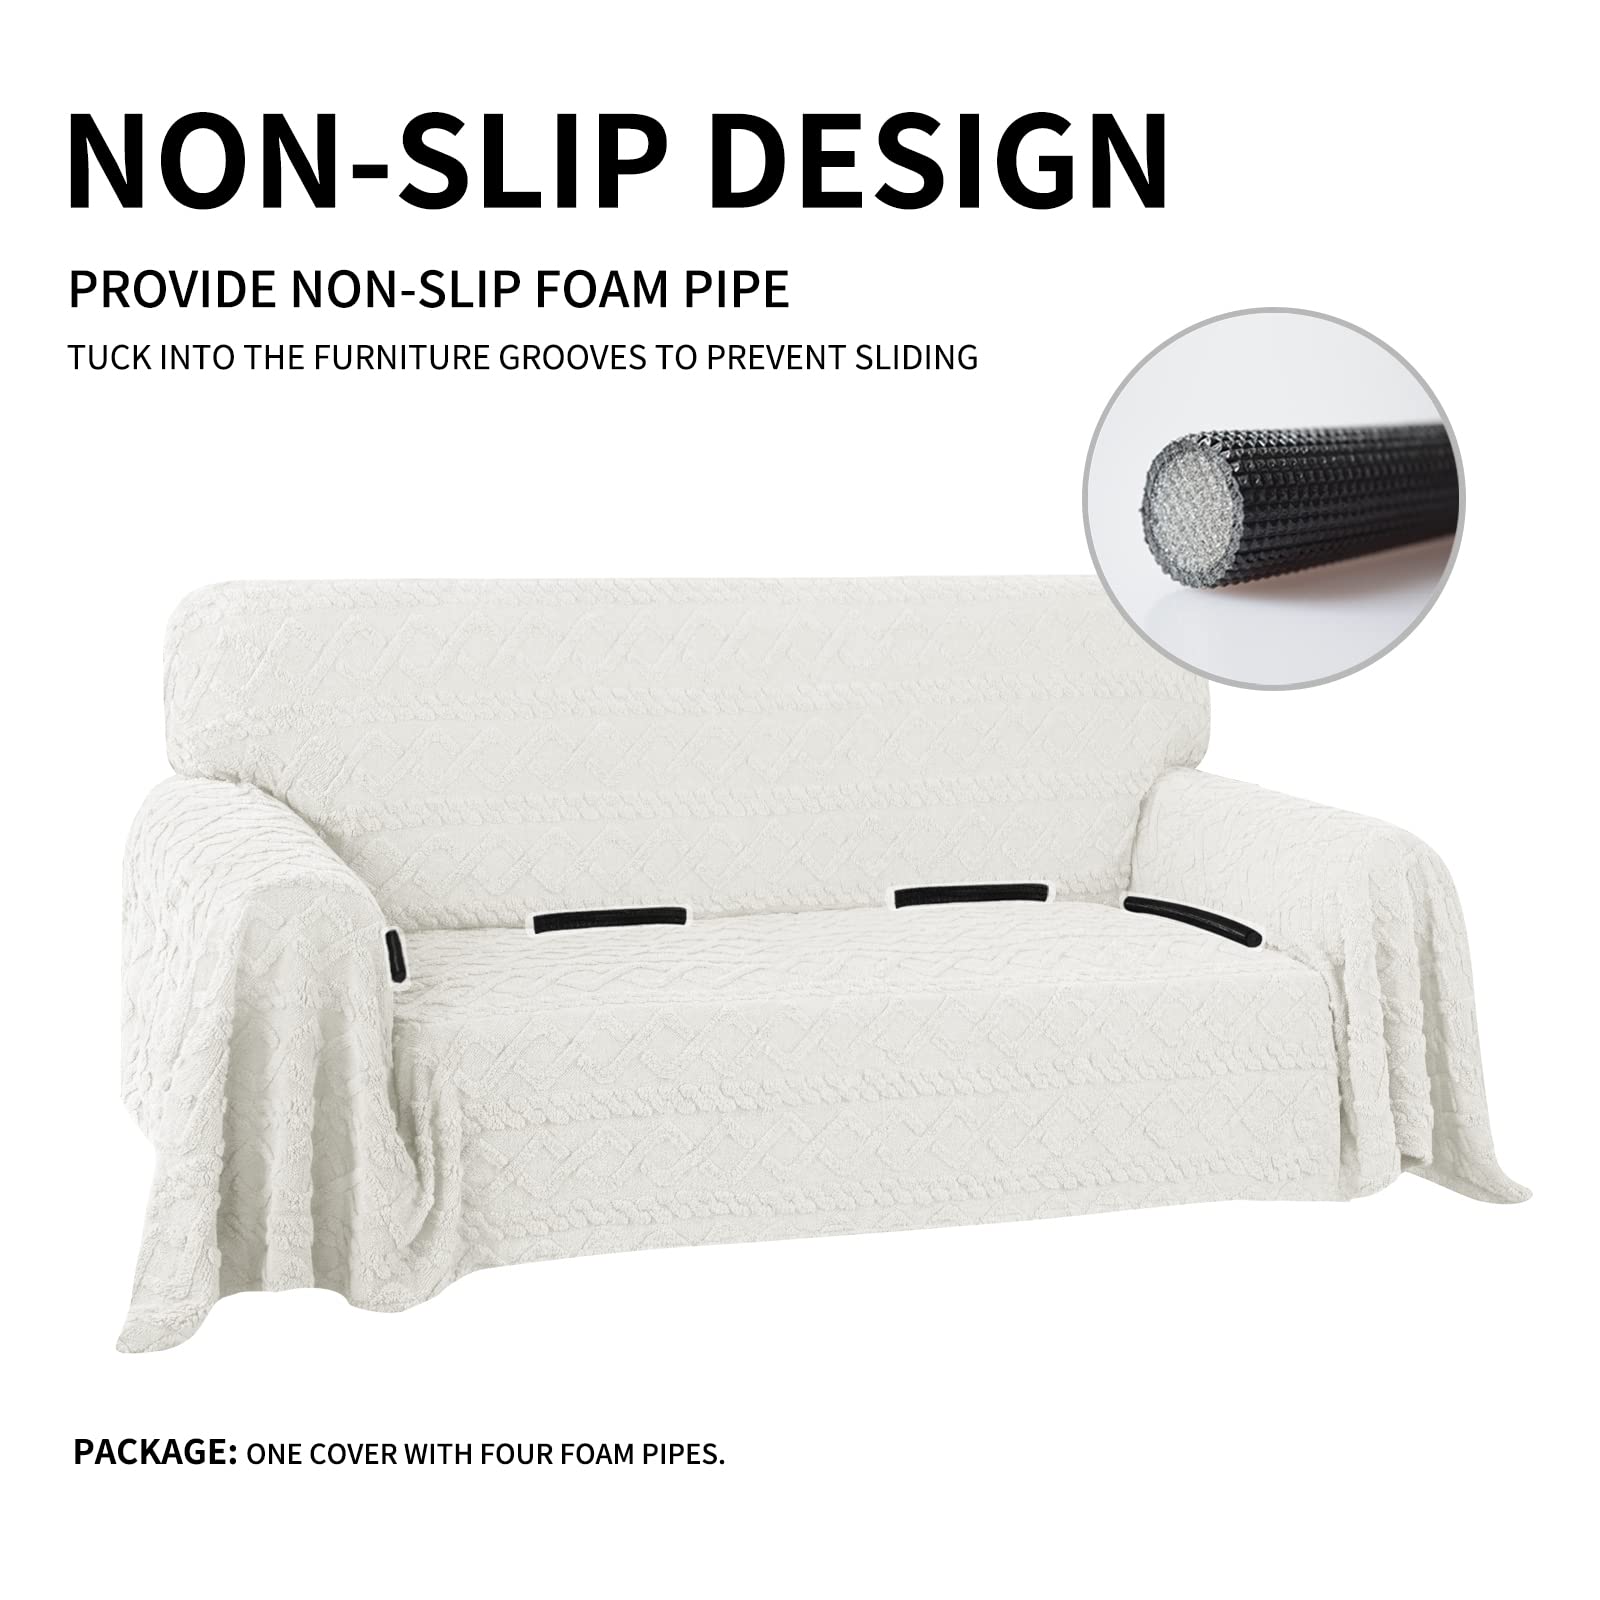 NON-SLIP DESIGN
PROVIDE NON-SLIP FOAM PIPE
TUCK INTO THE FURNITURE GROOVES TO PREVENT SLIDING
PACKAGE: ONE COVER WITH FOUR FOAM PIPES.